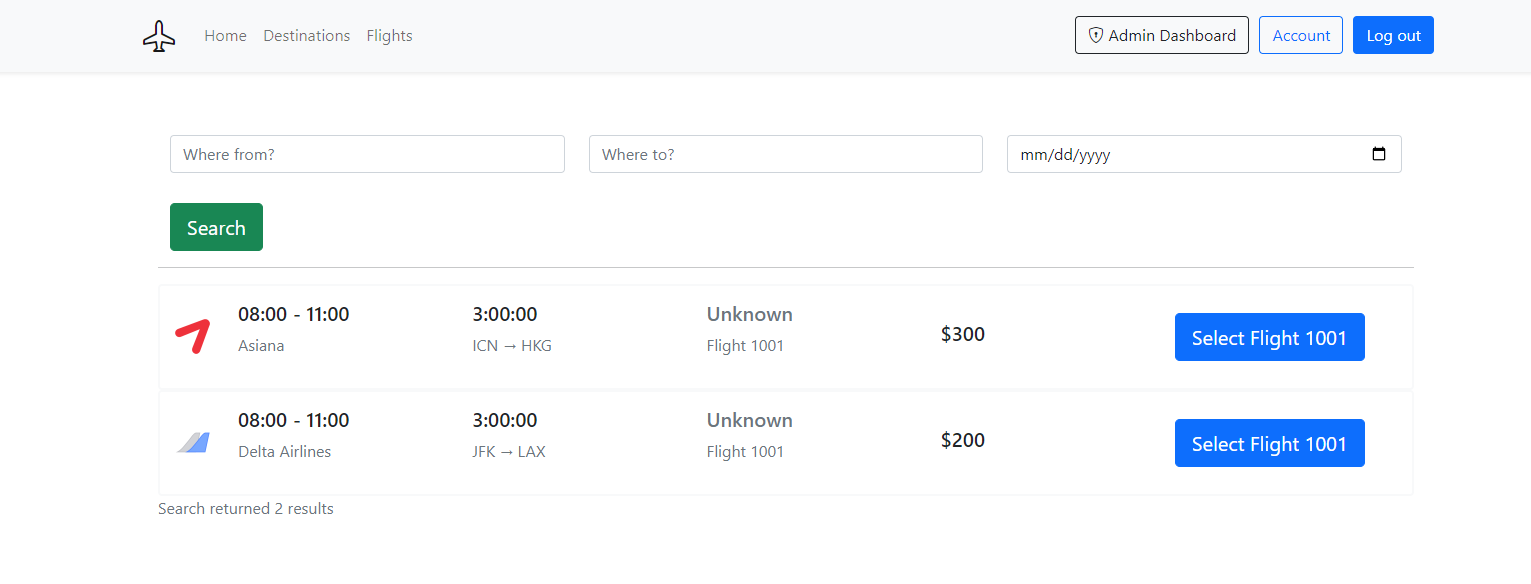 Home Destinations Flights Admin Dashboard Account Log out
Where from? Where to? mm/dd/yyyy
Search
08:00 - 11:00 3:00:00 Unknown
$300 Select Flight 1001
Asiana ICN → HKG Flight 1001
08:00 - 11:00 3:00:00 Unknown
$200 Select Flight 1001
Delta Airlines JFK → LAX Flight 1001
Search returned 2 results